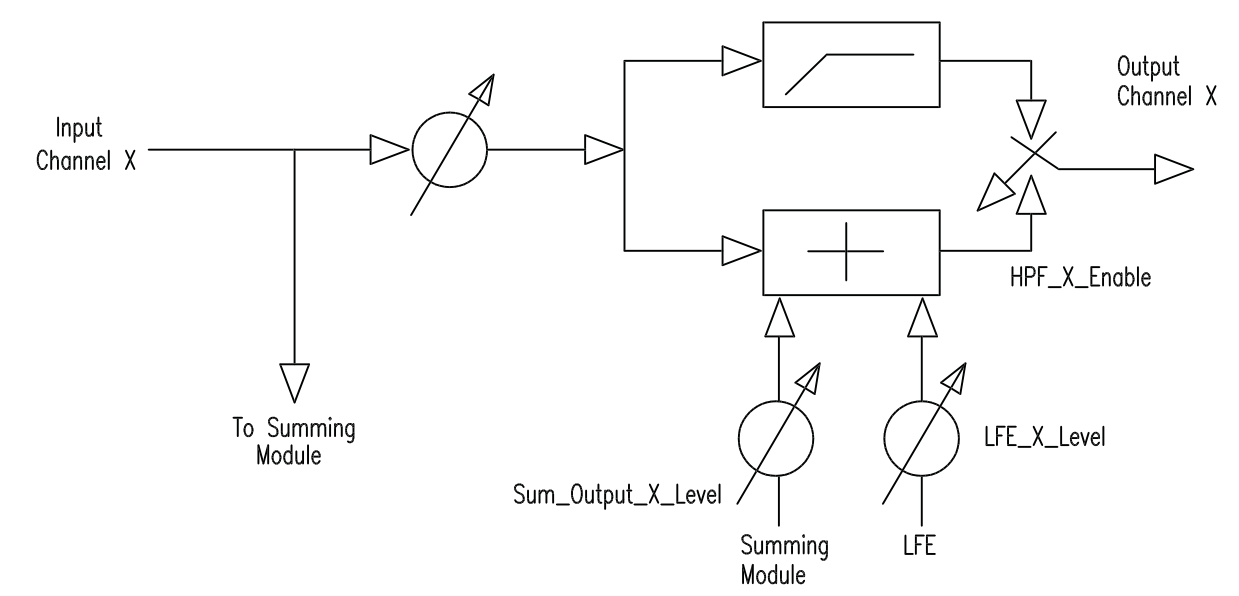 Input
Channel X
Output
Channel X
HPF_X_Enable
To Summing
Module
LFE_X_Level
Sum_Output_X_Level
Summing
Module
LFE